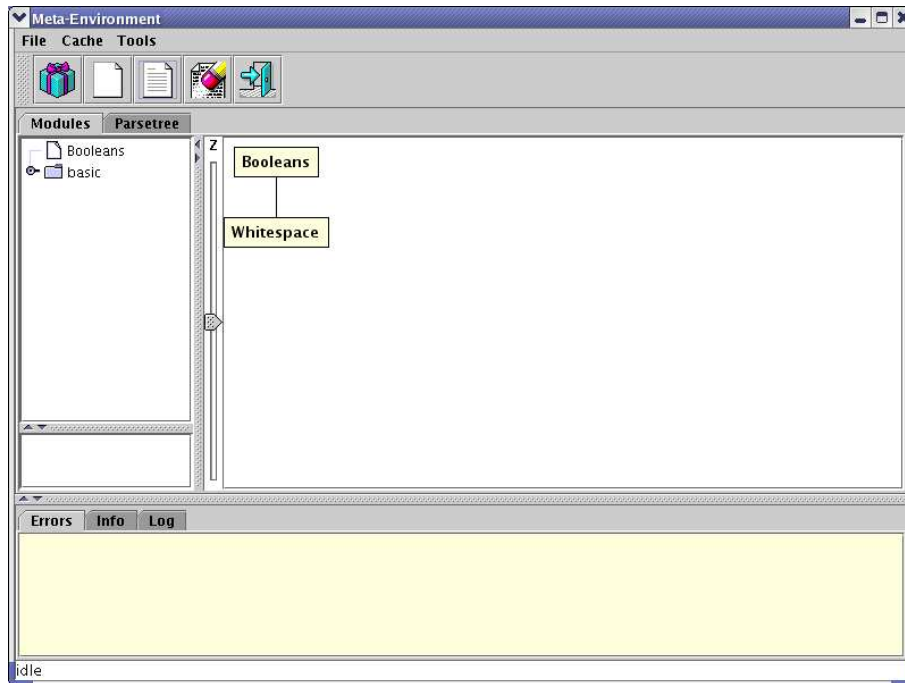 Meta-Environment
File Cache Tools
Modules Parsetree
Booleans
basic
Z
Booleans
Whitespace
Errors Info Log
idle